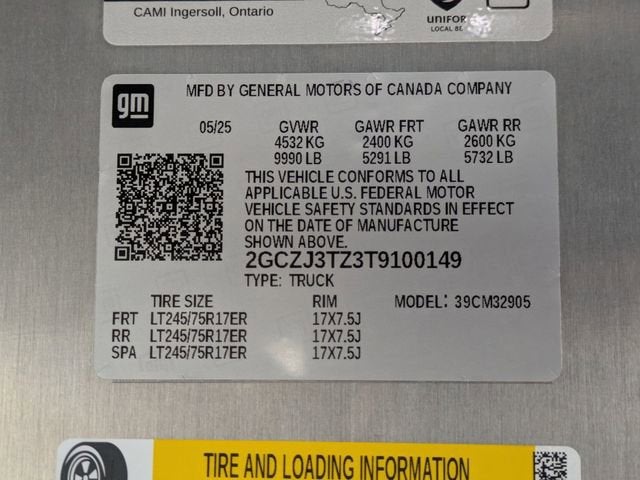 CAMI Ingersoll, Ontario
UNIFOR
LOCAL 88
gm
MFD BY GENERAL MOTORS OF CANADA COMPANY
05/25 GVWR GAWR FRT GAWR RR
4532 KG 2400 KG 2600 KG
9990 LB 5291 LB 5732 LB
THIS VEHICLE CONFORMS TO ALL
APPLICABLE U.S. FEDERAL MOTOR
VEHICLE SAFETY STANDARDS IN EFFECT
ON THE DATE OF MANUFACTURE
SHOWN ABOVE.
2GCZJ3TZ3T9100149
TYPE: TRUCK
TIRE SIZE RIM MODEL: 39CM32905
FRT LT245/75R17ER 17X7.5J
RR LT245/75R17ER 17X7.5J
SPA LT245/75R17ER 17X7.5J
TIRE AND LOADING INFORMATION